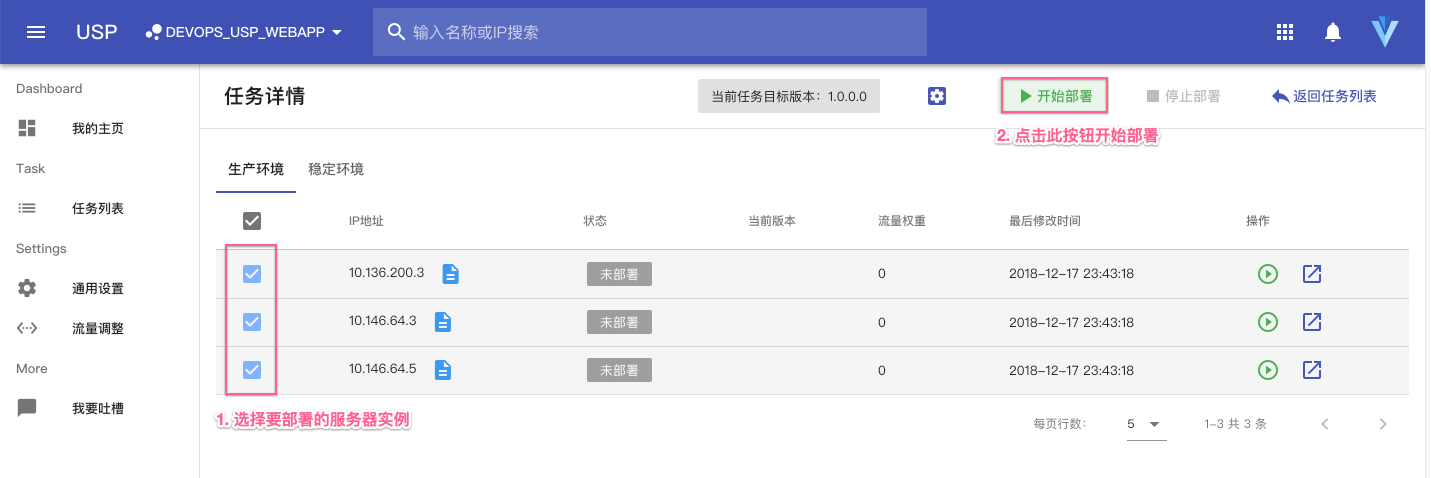 USP DEVOPS_USP_WEBAPP 输入名称或IP搜索
Dashboard
我的主页
Task
任务列表
Settings
通用设置
流量调整
More
我要吐槽
任务详情 当前任务目标版本：1.0.0.0 开始部署 停止部署 返回任务列表
2. 点击此按钮开始部署
生产环境 稳定环境
IP地址 状态 当前版本 流量权重 最后修改时间 操作
10.136.200.3 未部署 0 2018-12-17 23:43:18
10.146.64.3 未部署 0 2018-12-17 23:43:18
10.146.64.5 未部署 0 2018-12-17 23:43:18
1. 选择要部署的服务器实例
每页行数： 5 1-3 共 3 条